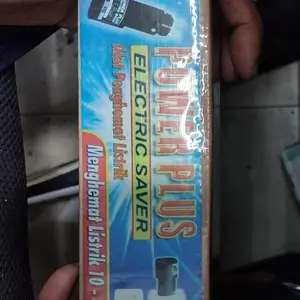 POWER PLUS
ELECTRIC SAVER
Alat Penghemat Listrik
Menghemat Listrik 10 -